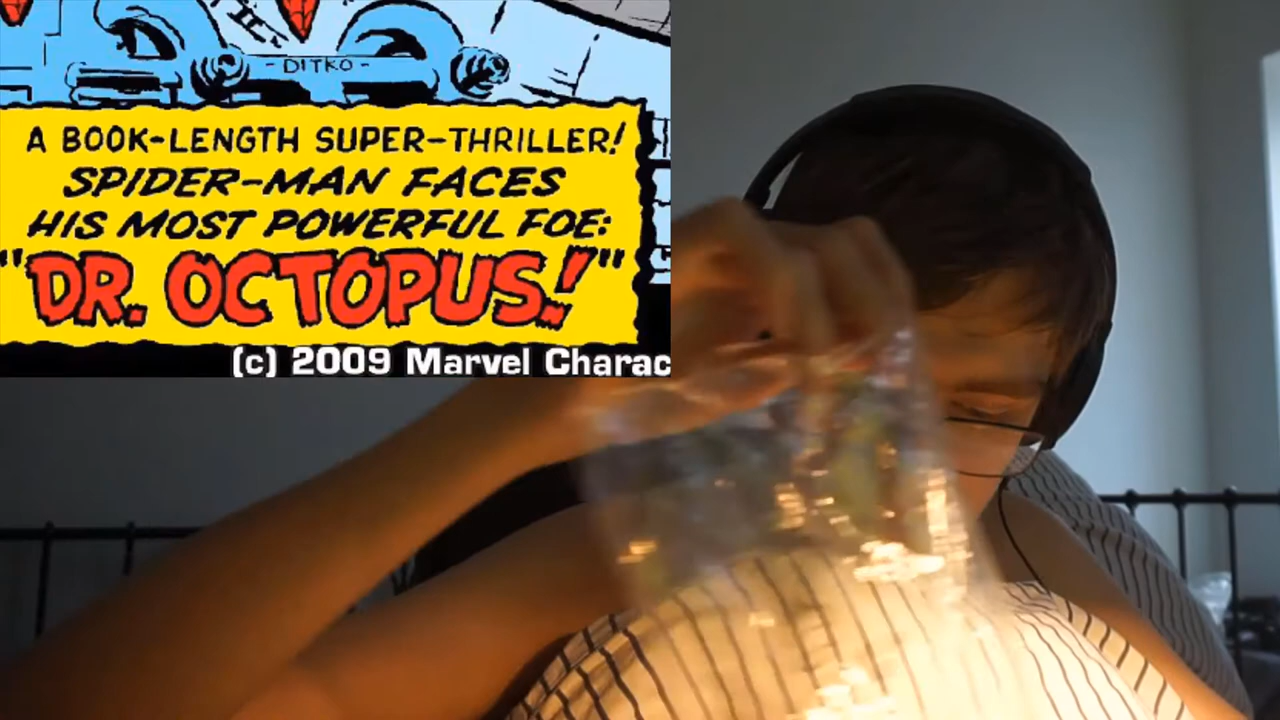 - DITKO -
A BOOK-LENGTH SUPER-THRILLER!
SPIDER-MAN FACES
HIS MOST POWERFUL FOE:
"DR. OCTOPUS!"
(c) 2009 Marvel Charac